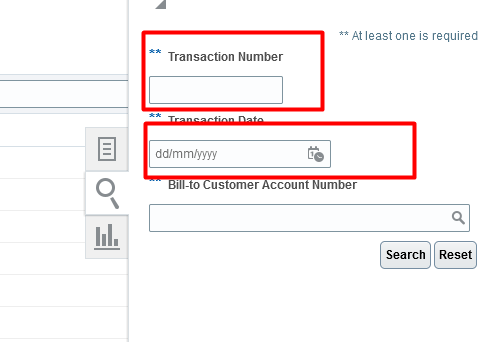 ** At least one is required
** Transaction Number
** Transaction Date
dd/mm/yyyy
** Bill-to Customer Account Number
Search Reset